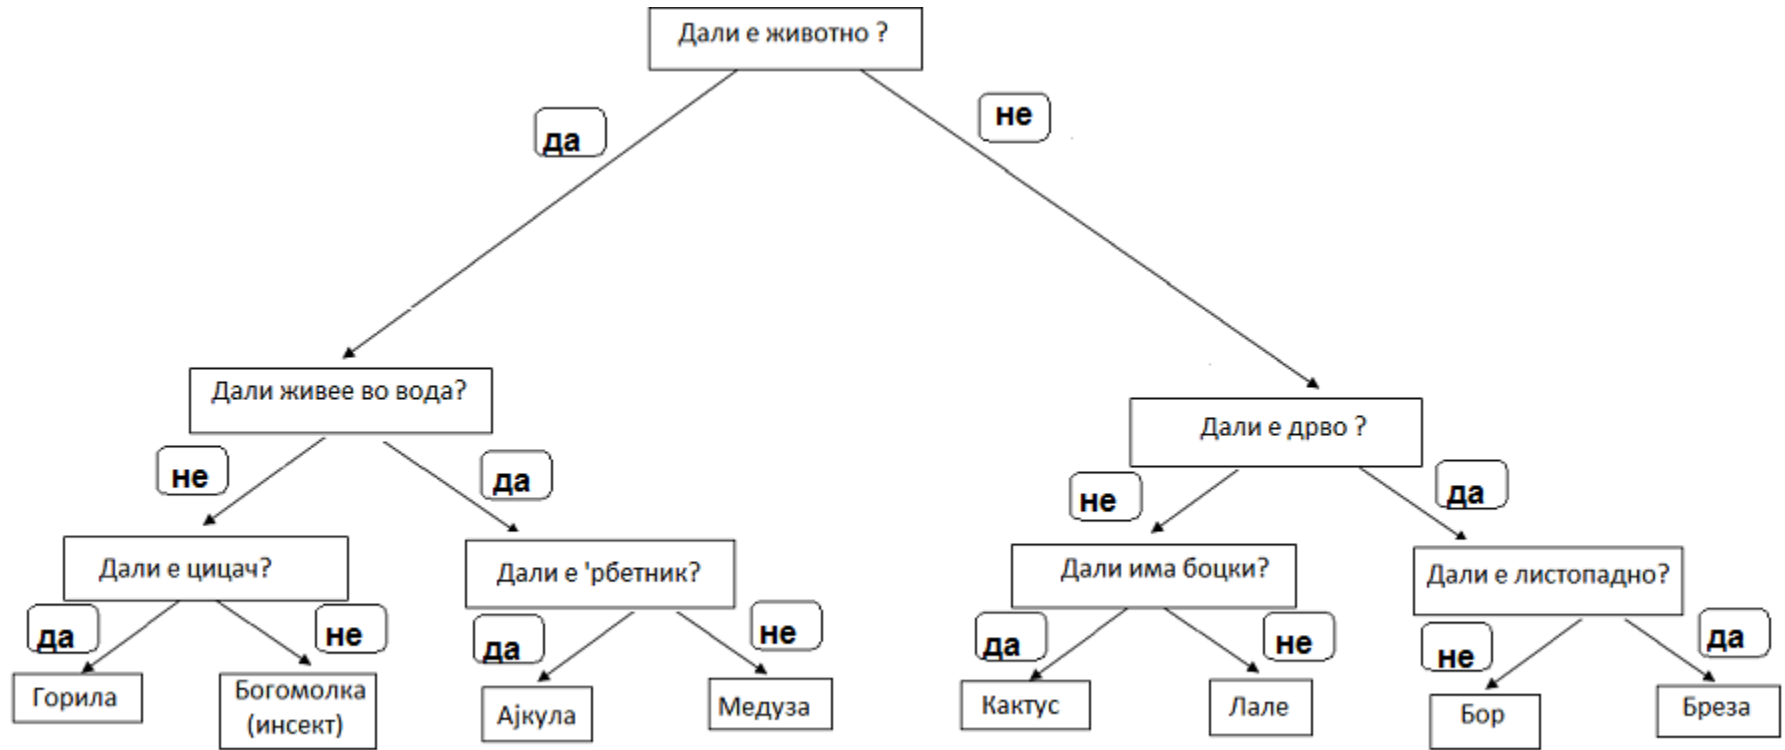 Дали е животно ?
да
не
Дали живее во вода?
Дали е дрво ?
не
да
не
да
Дали е цицач?
Дали е 'рбетник?
Дали има боцки?
Дали е листопадно?
да
не
да
не
да
не
не
да
Горила
Богомолка
(инсект)
Ајкула
Медуза
Кактус
Лале
Бор
Бреза